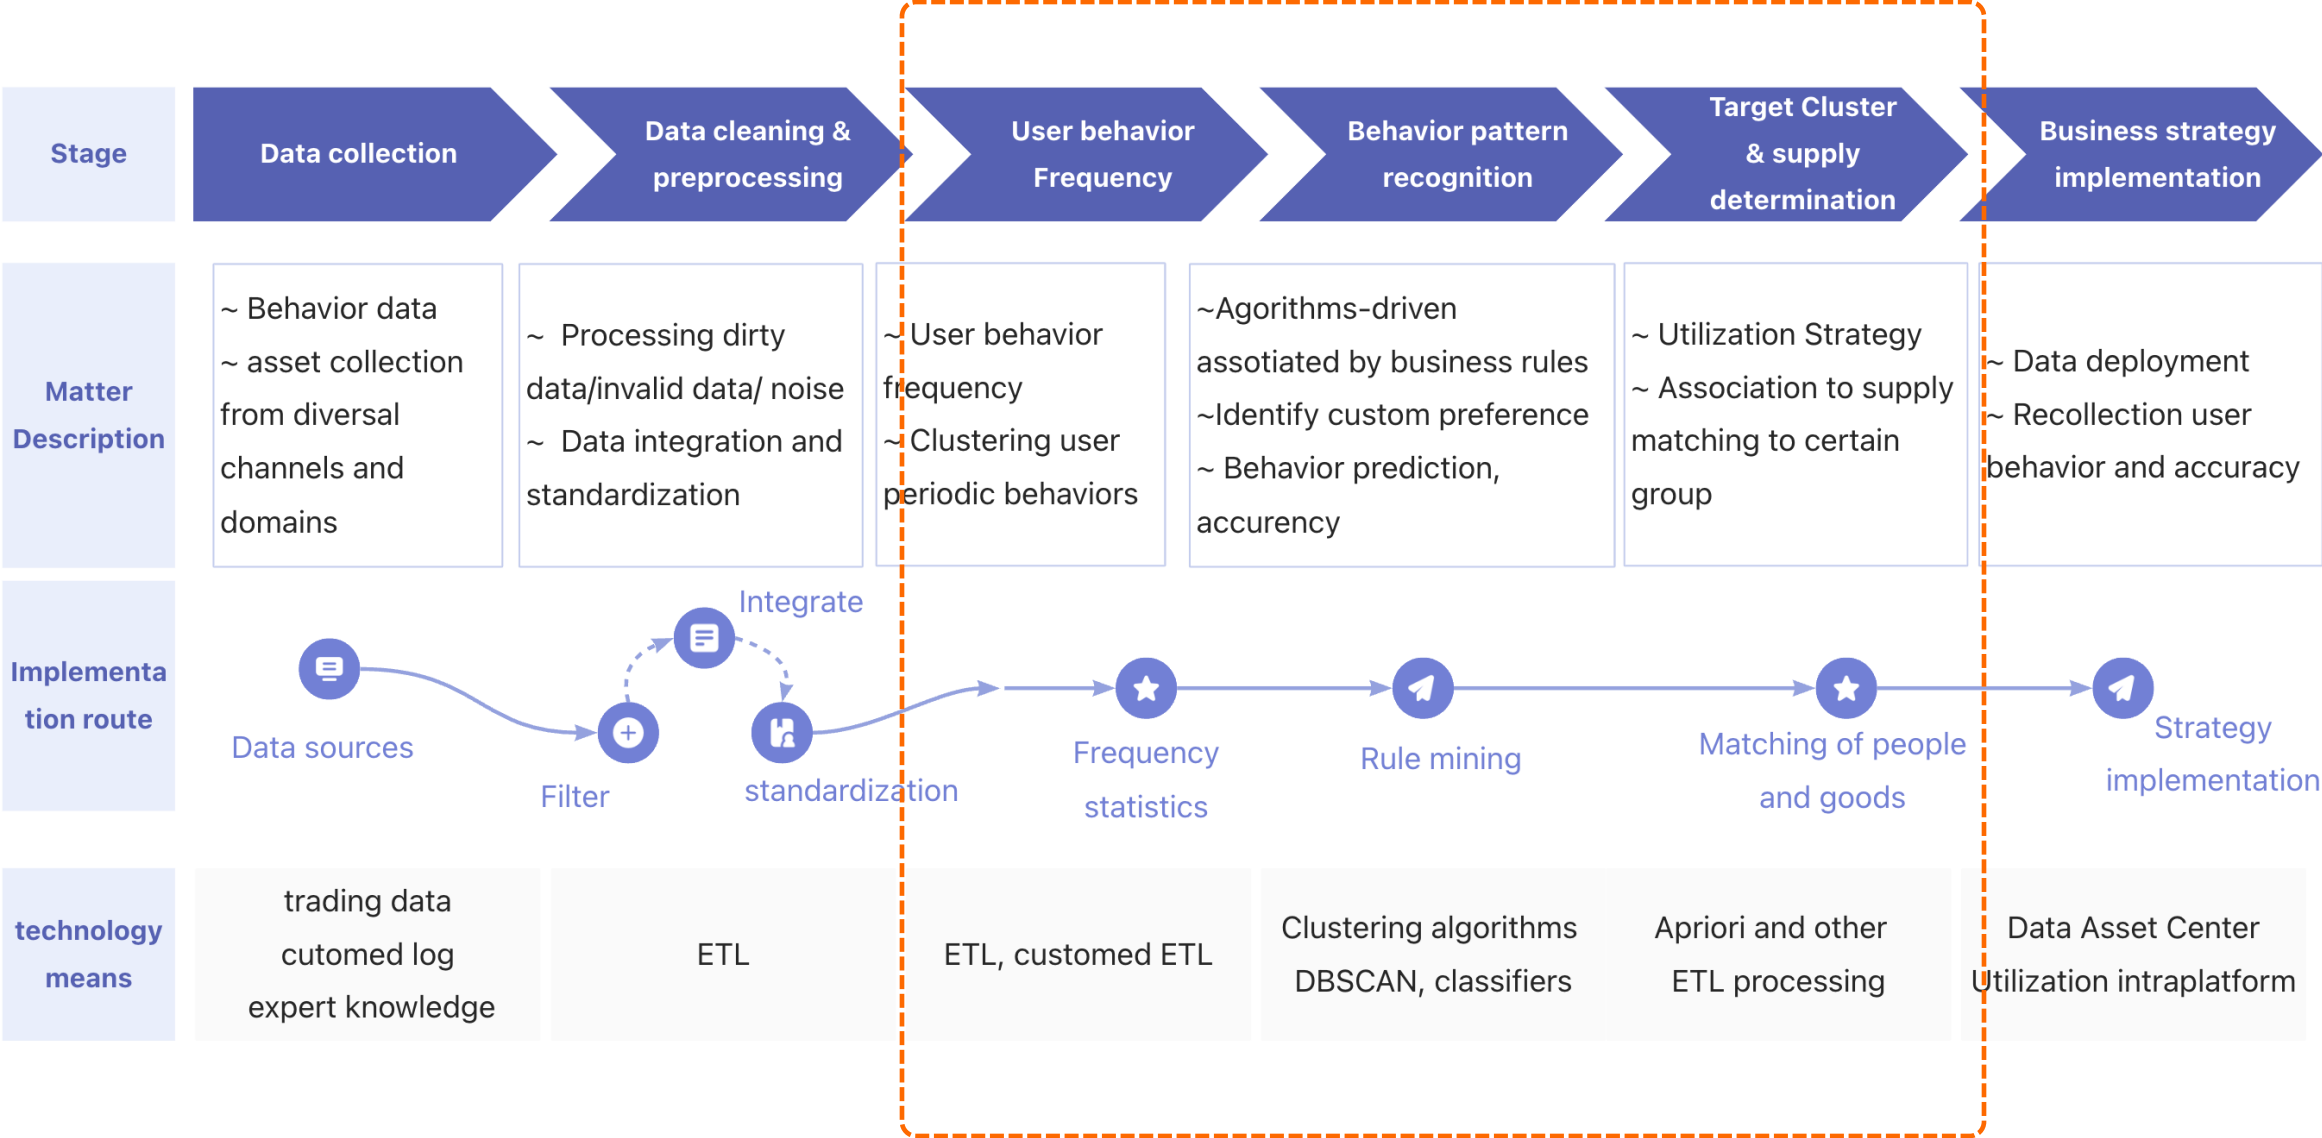 Stage
Data collection
Data cleaning &
preprocessing
User behavior
Frequency
Behavior pattern
recognition
Target Cluster
& supply
determination
Business strategy
implementation
Matter
Description
~ Behavior data
~ asset collection
from diversal
channels and
domains
~ Processing dirty
data/invalid data/ noise
~ Data integration and
standardization
~ User behavior
frequency
~ Clustering user
periodic behaviors
~Agorithms-driven
assotiated by business rules
~Identify custom preference
~ Behavior prediction,
accurency
~ Utilization Strategy
~ Association to supply
matching to certain
group
~ Data deployment
~ Recollection user
behavior and accuracy
Implementa
tion route
Data sources
Filter
Integrate
standardization
Frequency
statistics
Rule mining
Matching of people
and goods
Strategy
implementation
technology
means
trading data
cutomed log
expert knowledge
ETL
ETL, customed ETL
Clustering algorithms
DBSCAN, classifiers
Apriori and other
ETL processing
Data Asset Center
Utilization intraplatform